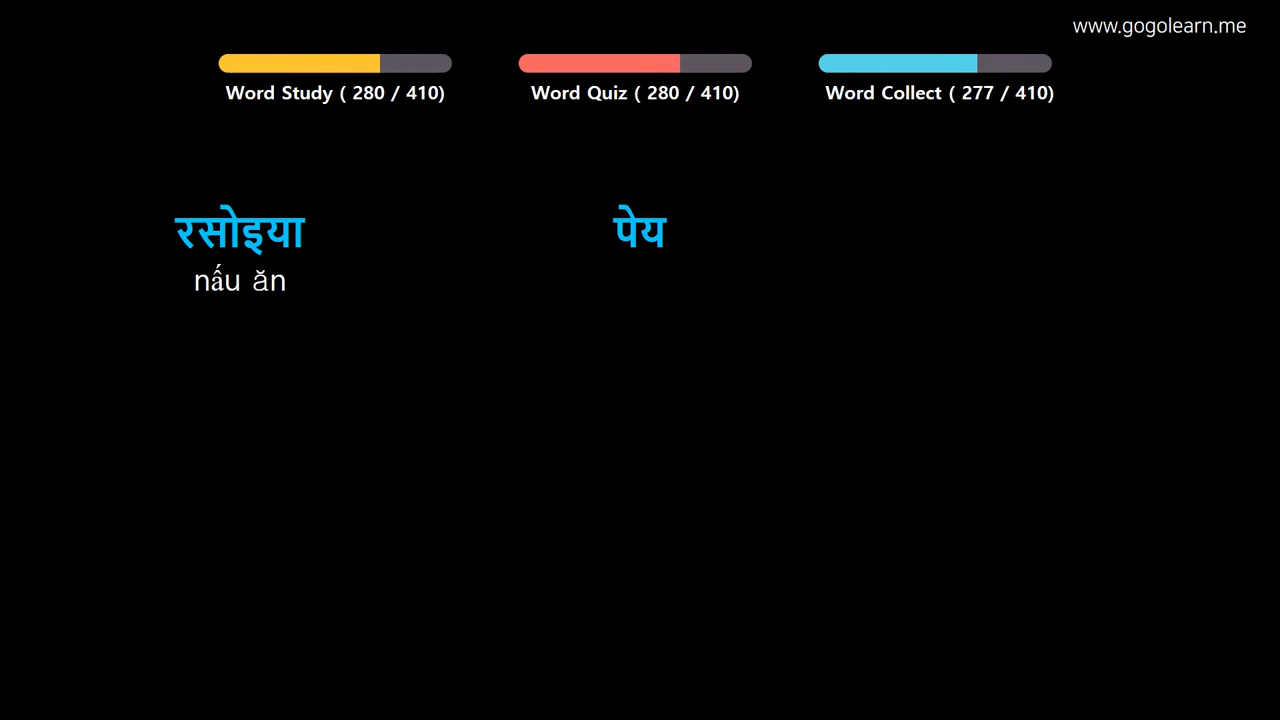 www.gogolearn.me
Word Study ( 280 / 410)
Word Quiz ( 280 / 410)
Word Collect ( 277 / 410)
रसोइया
nấu ăn
पेय